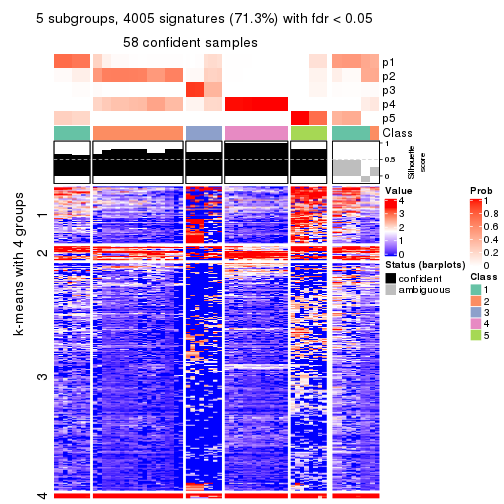 5 subgroups, 4005 signatures (71.3%) with fdr < 0.05
58 confident samples
p1
p2
p3
p4
p5
Class
1
0.5
0
Silhouette
score
k-means with 4 groups
1
2
3
4
Value
4
3
2
1
0
Status (barplots)
confident
ambiguous
Prob
1
0.8
0.6
0.4
0.2
0
Class
1
2
3
4
5